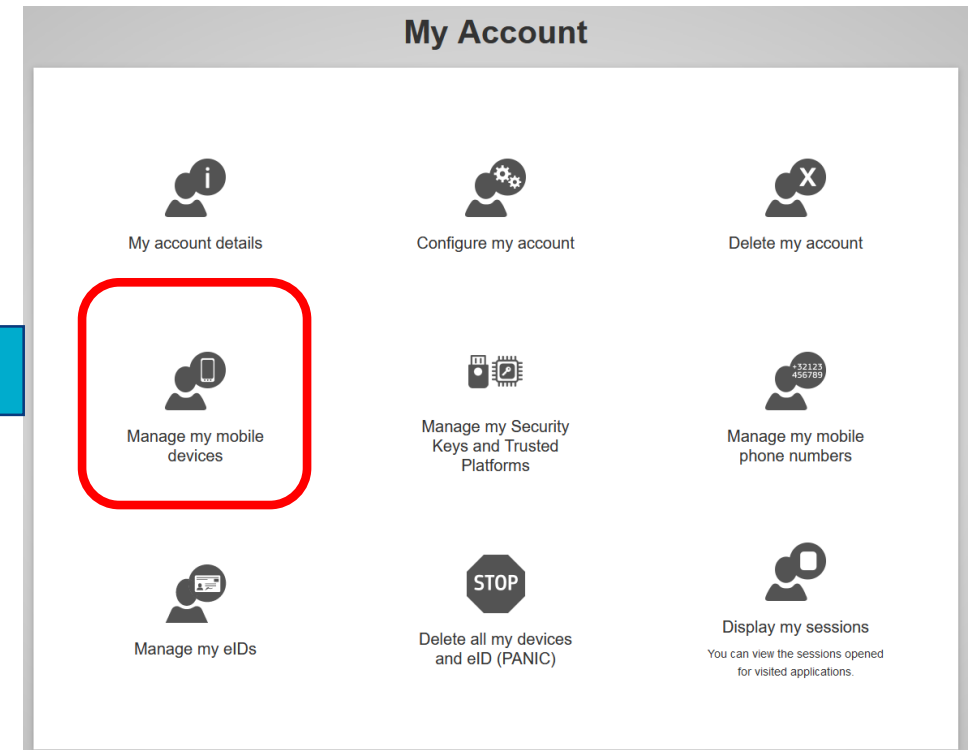 My Account
i
X
My account details
Configure my account
Delete my account
+32123
456789
Manage my mobile
devices
Manage my Security
Keys and Trusted
Platforms
Manage my mobile
phone numbers
STOP
Manage my eIDs
Delete all my devices
and eID (PANIC)
Display my sessions
You can view the sessions opened
for visited applications.